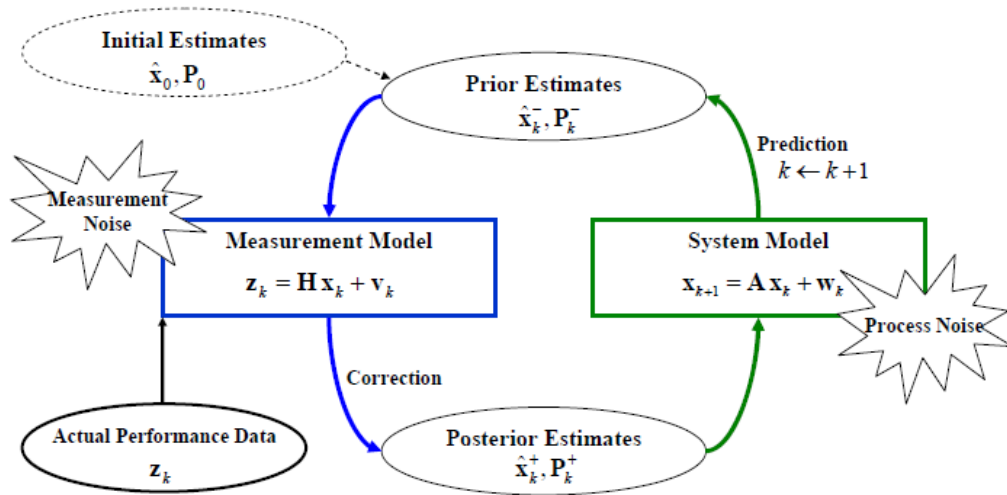 Initial Estimates
x̂₀, P₀
Prior Estimates
x̂ₖ⁻, Pₖ⁻
Prediction
k ← k+1
Measurement
Noise
Measurement Model
zₖ = H xₖ + vₖ
System Model
xₖ₊₁ = A xₖ + wₖ
Process Noise
Correction
Actual Performance Data
zₖ
Posterior Estimates
x̂ₖ⁺, Pₖ⁺